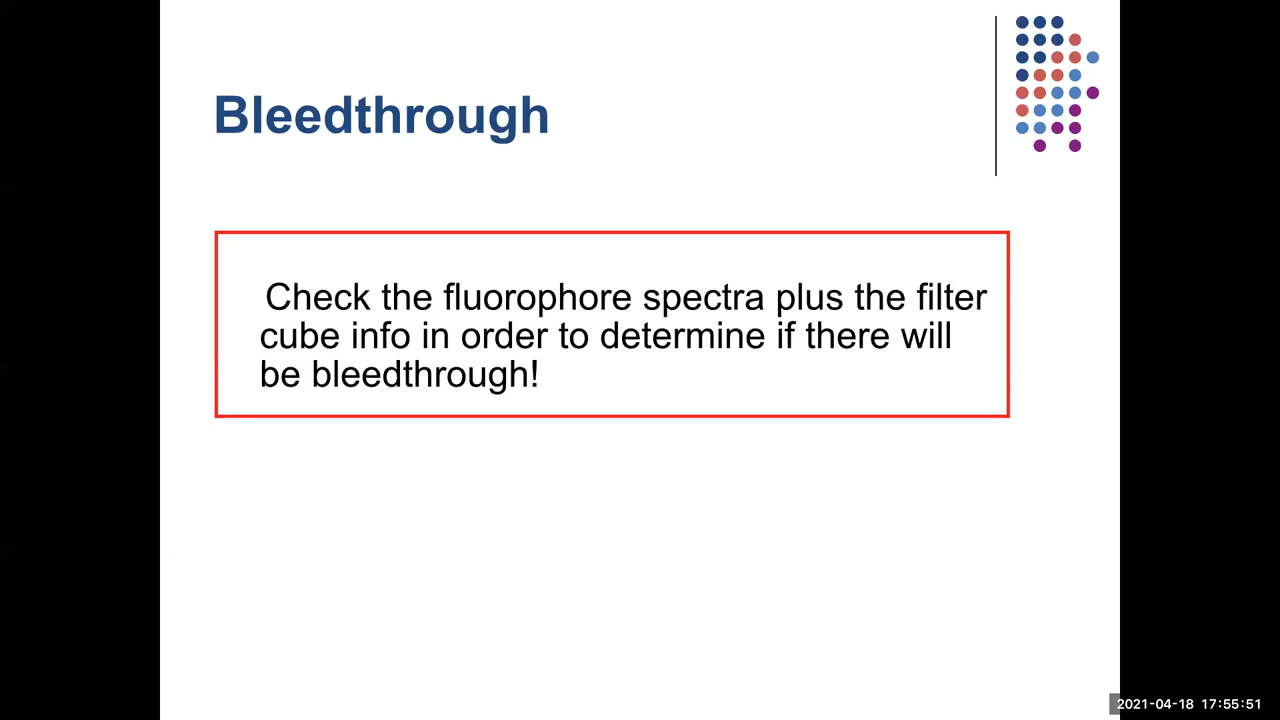 Bleedthrough
Check the fluorophore spectra plus the filter
cube info in order to determine if there will
be bleedthrough!
2021-04-18 17:55:51